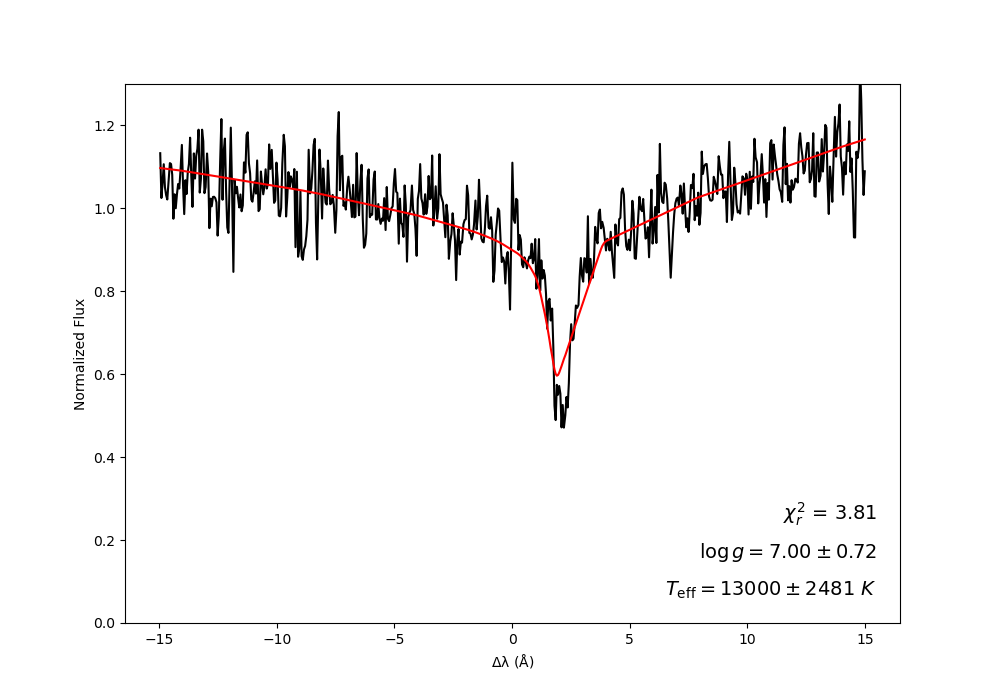 1.2
1.0
0.8
0.6
0.4
0.2
0.0
Normalized Flux
χ²ᵣ = 3.81
log g = 7.00 ± 0.72
T_eff = 13000 ± 2481 K
−15 −10 −5 0 5 10 15
Δλ (Å)